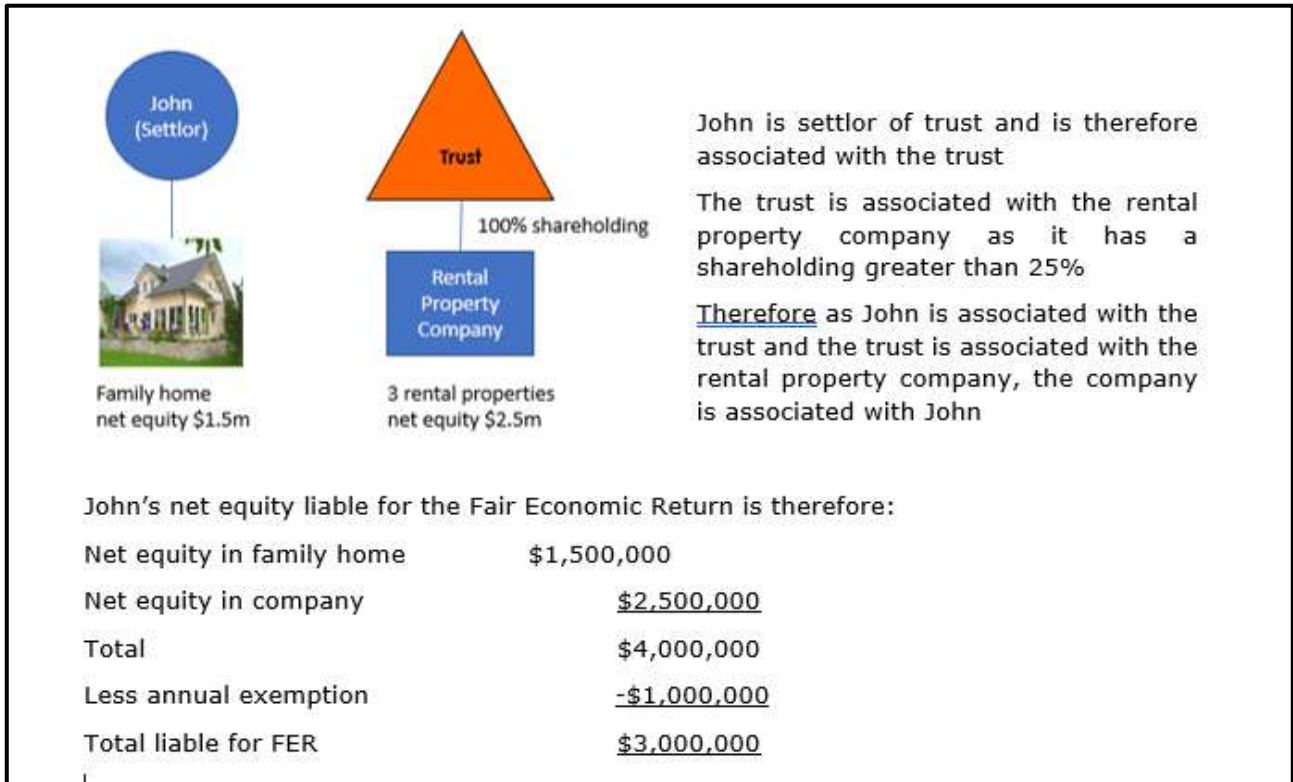 John
(Settlor)
Trust
100% shareholding
Rental
Property
Company
Family home
net equity $1.5m
3 rental properties
net equity $2.5m
John is settlor of trust and is therefore
associated with the trust
The trust is associated with the rental
property company as it has a
shareholding greater than 25%
Therefore as John is associated with the
trust and the trust is associated with the
rental property company, the company
is associated with John
John’s net equity liable for the Fair Economic Return is therefore:
Net equity in family home $1,500,000
Net equity in company $2,500,000
Total $4,000,000
Less annual exemption -$1,000,000
Total liable for FER $3,000,000